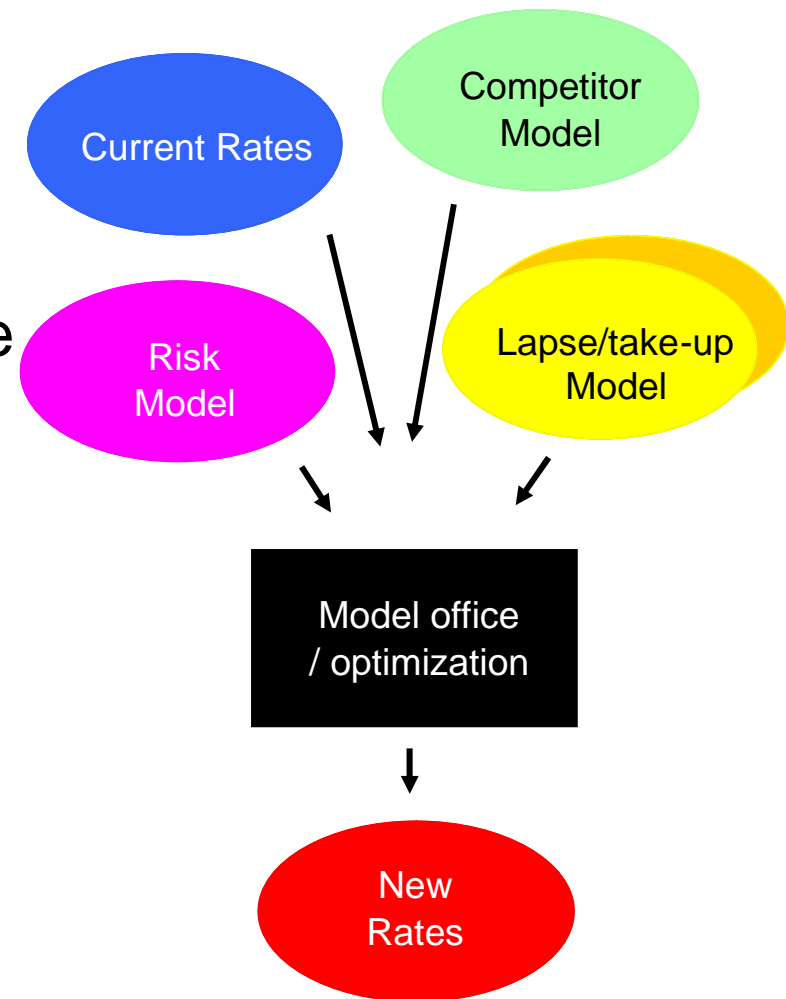 Current Rates
Competitor
Model
e
Risk
Model
Lapse/take-up
Model
Model office
/ optimization
New
Rates